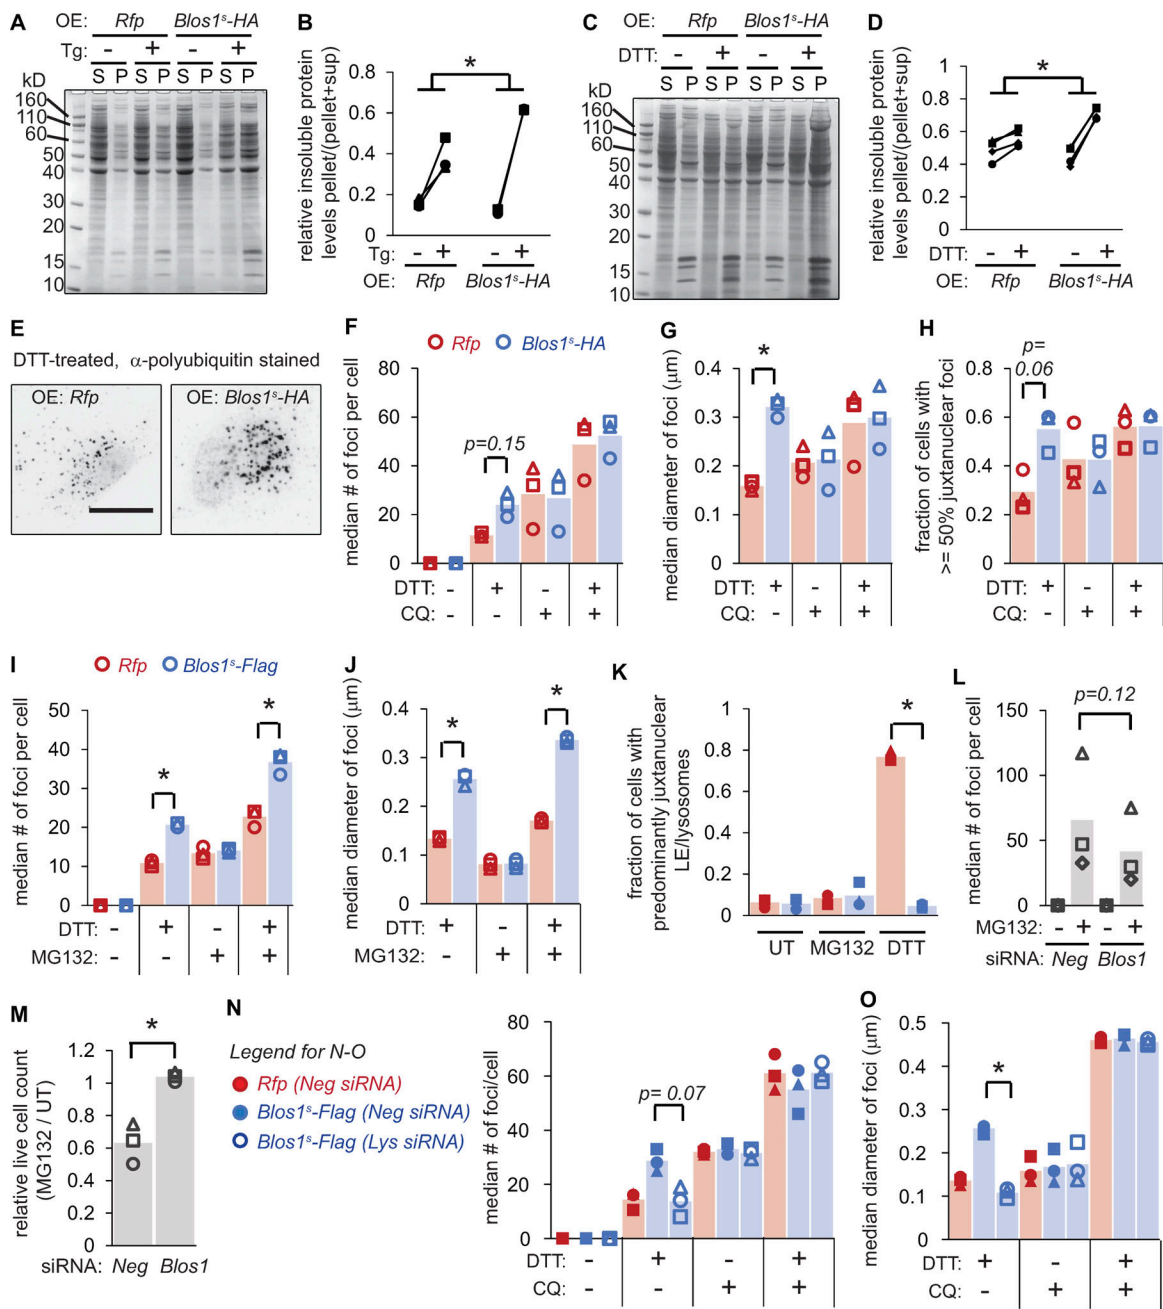 A
OE: Rfp Blos1ˢ-HA
Tg: - + - +
kD S P S P S P S P
160
110
60
50
40
30
20
15
10
B
relative insoluble protein
levels pellet/(pellet+sup)
0.8
0.6
0.4
0.2
0
*
Tg: - + - +
OE: Rfp Blos1ˢ-HA
C
OE: Rfp Blos1ˢ-HA
DTT: - + - +
kD S P S P S P S P
160
110
60
50
40
30
20
15
10
D
relative insoluble protein
levels pellet/(pellet+sup)
1
0.8
0.6
0.4
0.2
0
*
DTT: - + - +
OE: Rfp Blos1ˢ-HA
E
DTT-treated, α-polyubiquitin stained
OE: Rfp OE: Blos1ˢ-HA
F
Rfp Blos1ˢ-HA
median # of foci per cell
80
60
40
20
0
p=0.15
DTT: - + - +
CQ: - - + +
G
median diameter of foci (µm)
0.4
0.3
0.2
0.1
0
*
DTT: + - +
CQ: - + +
H
fraction of cells with
>= 50% juxtanuclear foci
0.8
0.6
0.4
0.2
0
p=
0.06
DTT: + - +
CQ: - + +
I
Rfp Blos1ˢ-Flag
median # of foci per cell
50
40
30
20
10
0
* *
DTT: - + - +
MG132: - - + +
J
median diameter of foci (µm)
0.4
0.3
0.2
0.1
0
* *
DTT: + - +
MG132: - + +
K
fraction of cells with
predominantly juxtanuclear
LE/lysosomes
1
0.8
0.6
0.4
0.2
0
*
UT MG132 DTT
L
median # of foci per cell
150
100
50
0
p=0.12
MG132: - + - +
siRNA: Neg Blos1
M
relative live cell count
(MG132 / UT)
1.2
1
0.8
0.6
0.4
0.2
0
*
siRNA: Neg Blos1
N
Legend for N-O
Rfp (Neg siRNA)
Blos1ˢ-Flag (Neg siRNA)
Blos1ˢ-Flag (Lys siRNA)
median # of foci/cell
80
60
40
20
0
p= 0.07
DTT: - + - +
CQ: - - + +
O
median diameter of foci (µm)
0.5
0.4
0.3
0.2
0.1
0
*
DTT: + - +
CQ: - + +